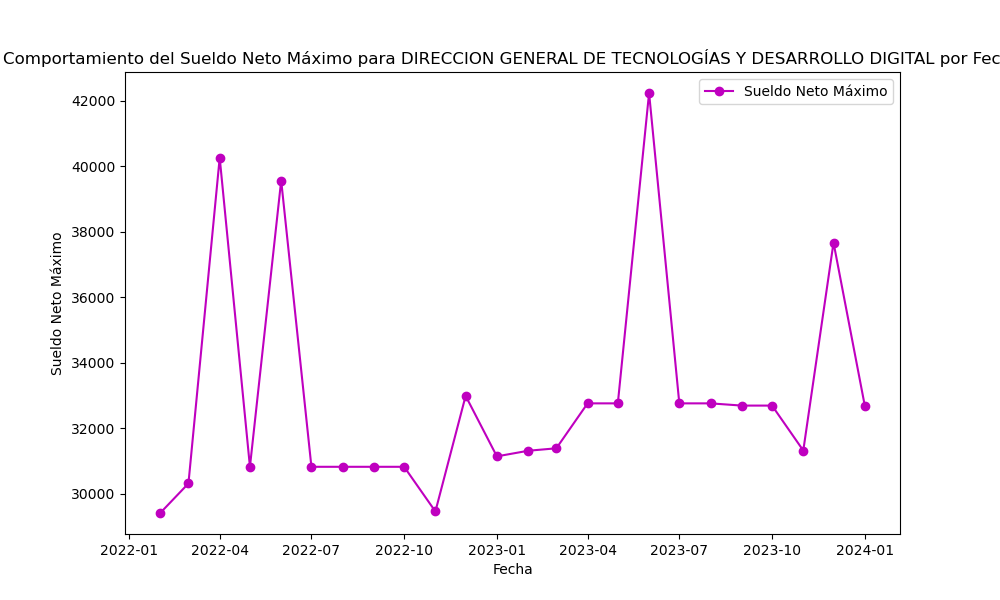 Comportamiento del Sueldo Neto Máximo para DIRECCION GENERAL DE TECNOLOGÍAS Y DESARROLLO DIGITAL por Fec
Sueldo Neto Máximo
42000
40000
38000
36000
34000
32000
30000
Sueldo Neto Máximo
2022-01 2022-04 2022-07 2022-10 2023-01 2023-04 2023-07 2023-10 2024-01
Fecha